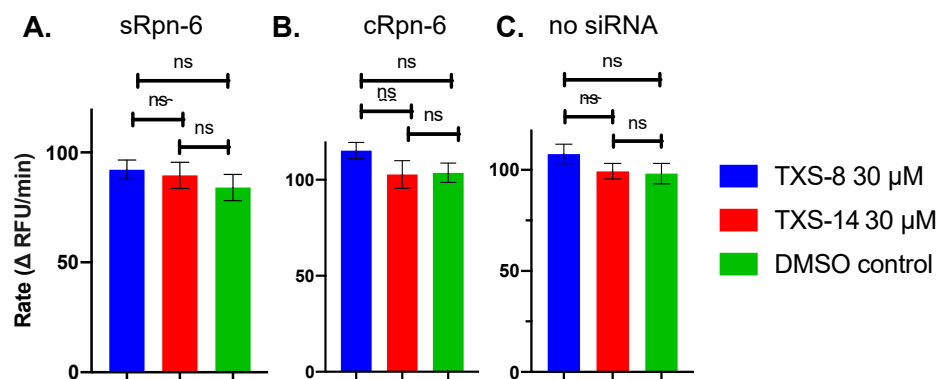 A. sRpn-6
ns
ns
ns
Rate (Δ RFU/min)
100
50
0
B. cRpn-6
ns
ns
ns
100
50
0
C. no siRNA
ns
ns
ns
100
50
0
TXS-8 30 µM
TXS-14 30 µM
DMSO control